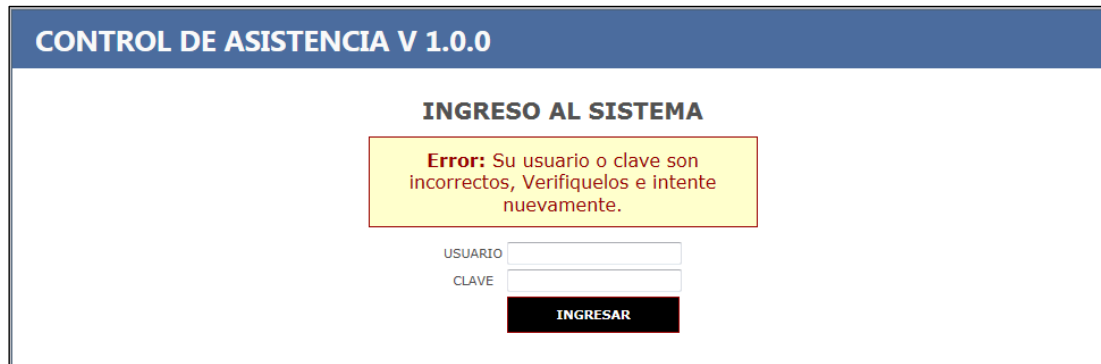 CONTROL DE ASISTENCIA V 1.0.0
INGRESO AL SISTEMA
Error: Su usuario o clave son
incorrectos, Verifiquelos e intente
nuevamente.
USUARIO
CLAVE
INGRESAR